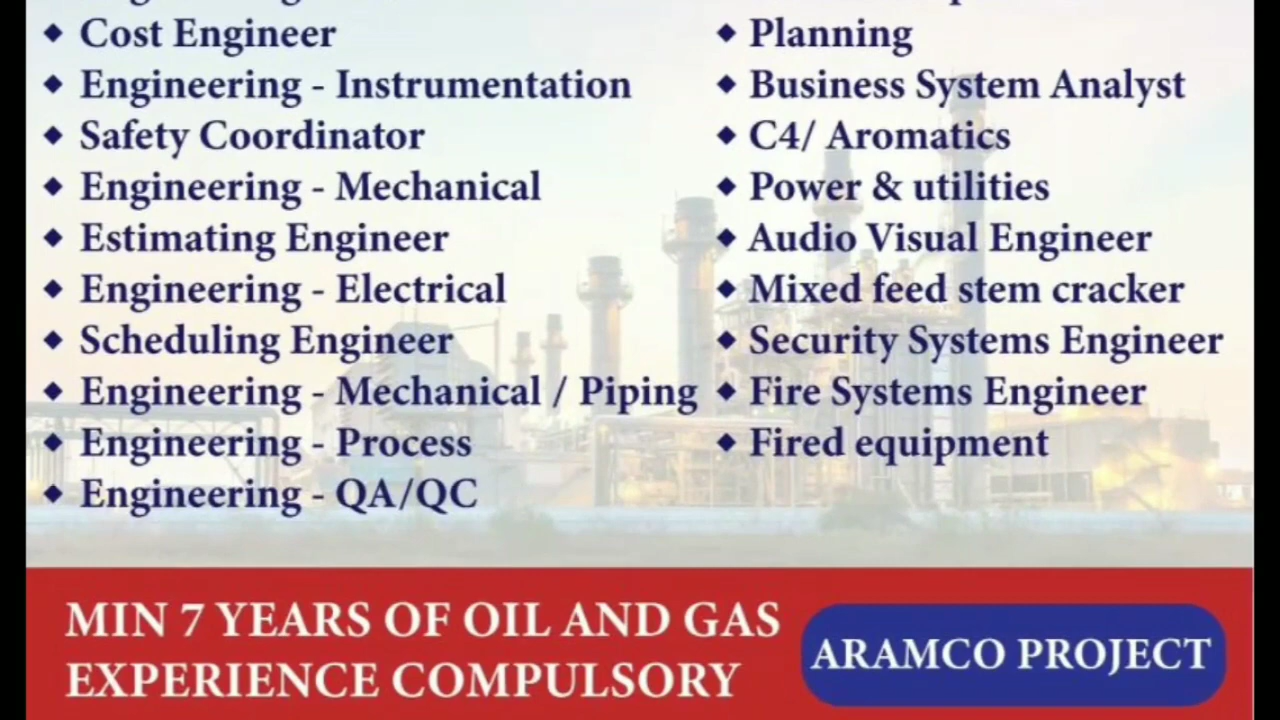 ◆ Cost Engineer
◆ Engineering - Instrumentation
◆ Safety Coordinator
◆ Engineering - Mechanical
◆ Estimating Engineer
◆ Engineering - Electrical
◆ Scheduling Engineer
◆ Engineering - Mechanical / Piping
◆ Engineering - Process
◆ Engineering - QA/QC
◆ Planning
◆ Business System Analyst
◆ C4/ Aromatics
◆ Power & utilities
◆ Audio Visual Engineer
◆ Mixed feed stem cracker
◆ Security Systems Engineer
◆ Fire Systems Engineer
◆ Fired equipment
MIN 7 YEARS OF OIL AND GAS
EXPERIENCE COMPULSORY
ARAMCO PROJECT